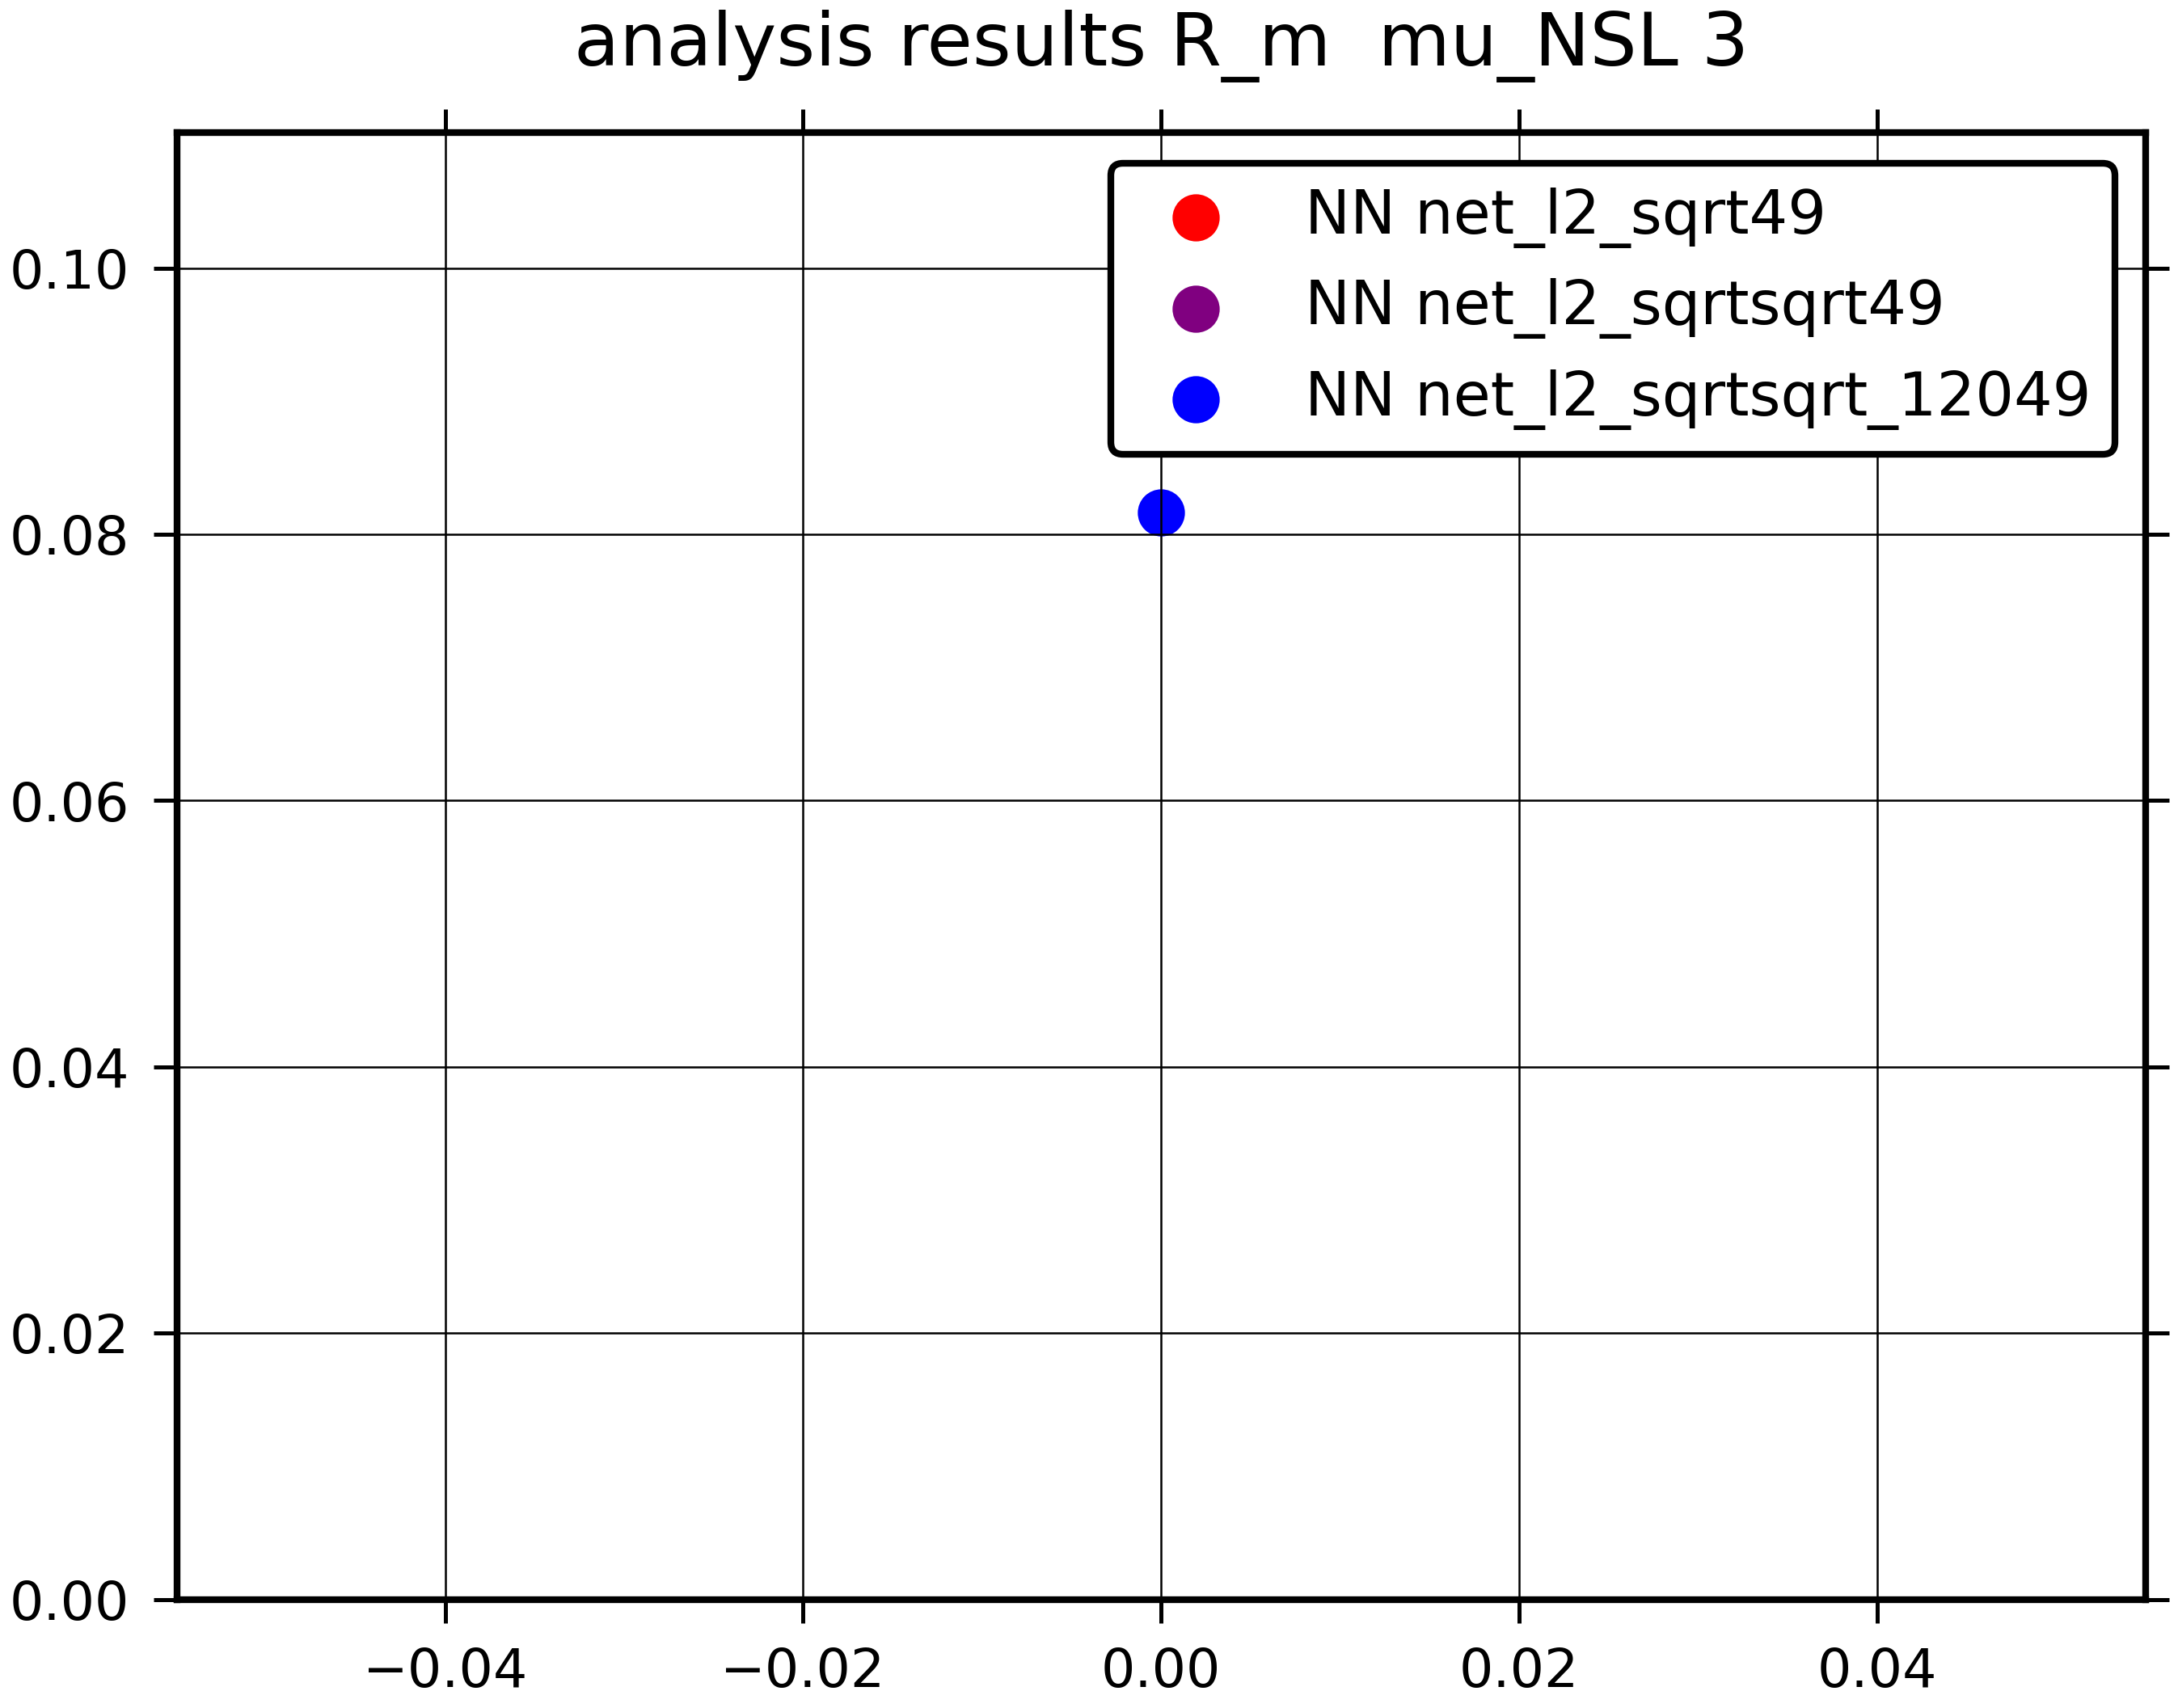 analysis results R_m  mu_NSL 3
NN net_l2_sqrt49
NN net_l2_sqrtsqrt49
NN net_l2_sqrtsqrt_12049
0.10
0.08
0.06
0.04
0.02
0.00
−0.04 −0.02 0.00 0.02 0.04